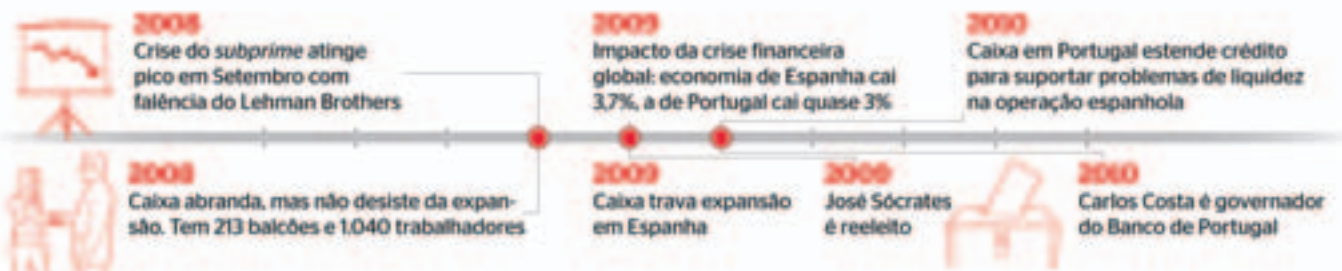 2008
Crise do subprime atinge
pico em Setembro com
falência do Lehman Brothers
2009
Impacto da crise financeira
global: economia de Espanha cai
3,7%, a de Portugal cai quase 3%
2010
Caixa em Portugal estende crédito
para suportar problemas de liquidez
na operação espanhola
2008
Caixa abranda, mas não desiste da expan-
são. Tem 213 balcões e 1.040 trabalhadores
2009
Caixa trava expansão
em Espanha
2009
José Sócrates
é reeleito
2010
Carlos Costa é governador
do Banco de Portugal